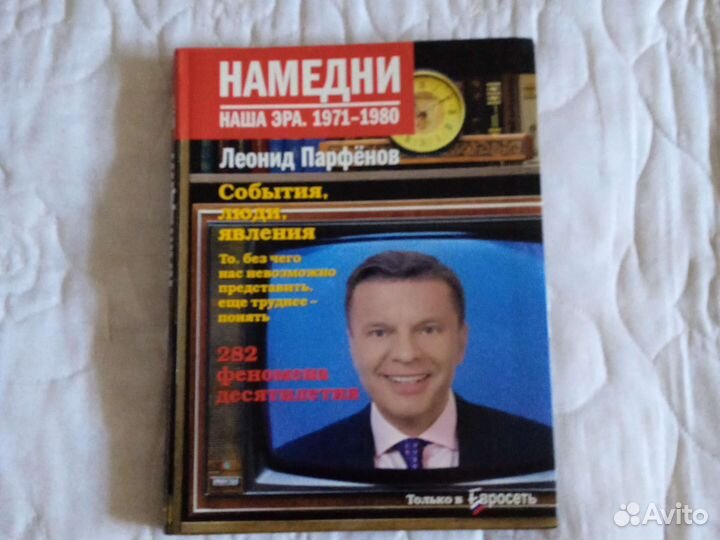 НАМЕДНИ
НАША ЭРА. 1971–1980
Леонид Парфёнов
События,
люди,
явления
То, без чего
нас невозможно
представить,
еще труднее –
понять
282
феномена
десятилетия
Только в Евросеть
Avito